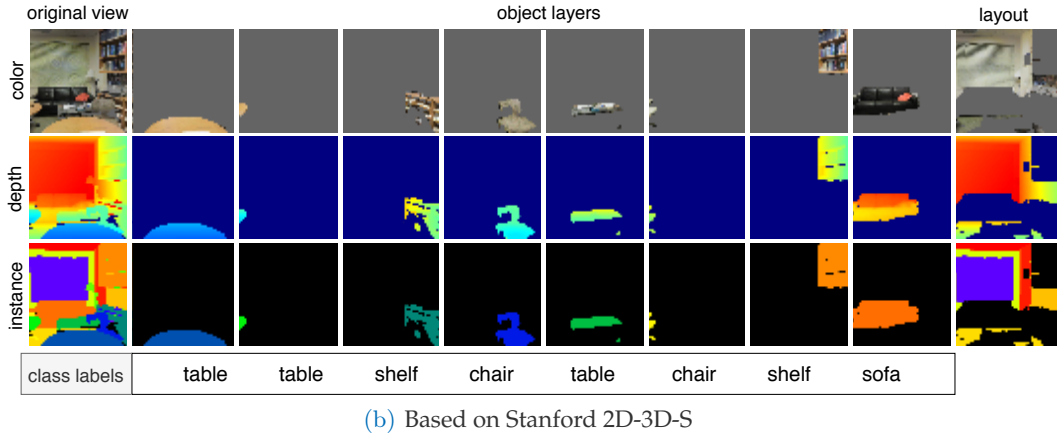 original view object layers layout
color
depth
instance
class labels table table shelf chair table chair shelf sofa
(b) Based on Stanford 2D-3D-S